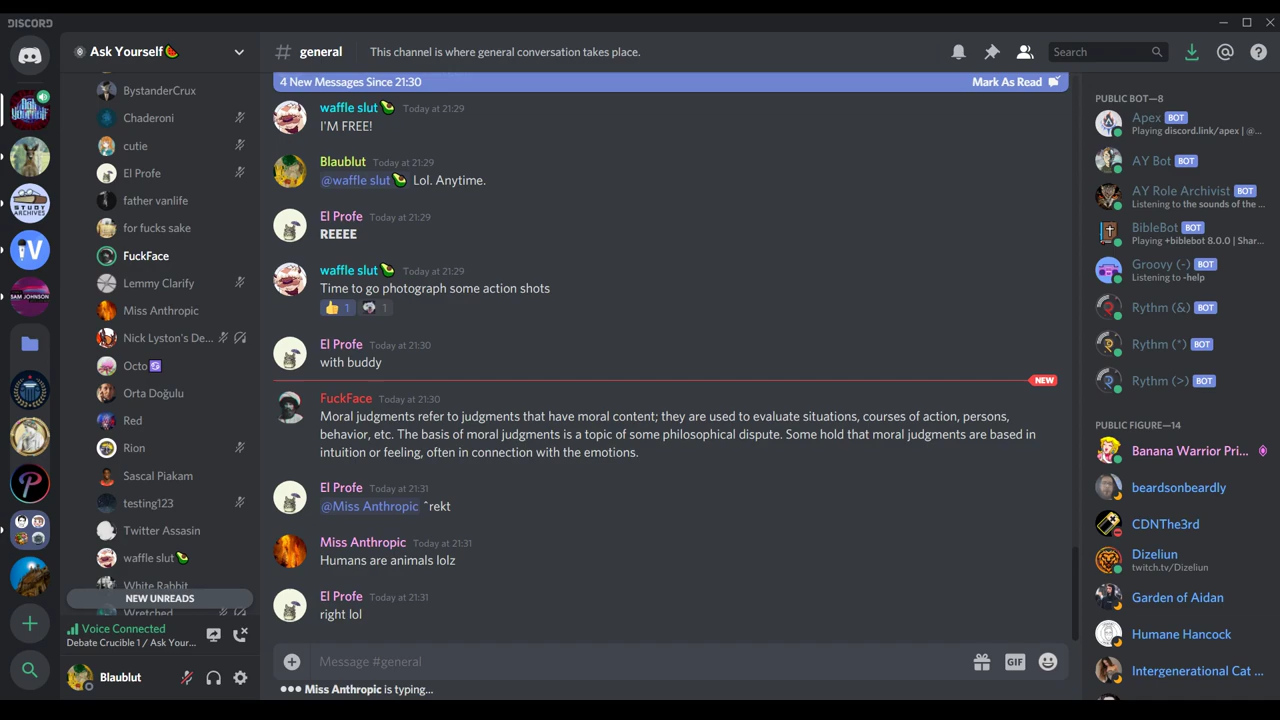 DISCORD
Ask Yourself🍉
# general
This channel is where general conversation takes place.
Search
BystanderCrux
Chaderoni
cutie
El Profe
father vanlife
for fucks sake
FuckFace
Lemmy Clarify
Miss Anthropic
Nick Lyston's De...
Octo
Orta Doğulu
Red
Rion
Sascal Piakam
testing123
Twitter Assasin
waffle slut🥑
White Rabbit
NEW UNREADS
Wretched
Voice Connected
Debate Crucible 1 / Ask Your...
Blaublut
SAM JOHNSON
STUDY
ARCHIVES
V
4 New Messages Since 21:30
Mark As Read
waffle slut🥑 Today at 21:29
I'M FREE!
Blaublut Today at 21:29
@waffle slut🥑 Lol. Anytime.
El Profe Today at 21:29
REEEE
waffle slut🥑 Today at 21:29
Time to go photograph some action shots
👍 1 1
El Profe Today at 21:30
with buddy
NEW
FuckFace Today at 21:30
Moral judgments refer to judgments that have moral content; they are used to evaluate situations, courses of action, persons,
behavior, etc. The basis of moral judgments is a topic of some philosophical dispute. Some hold that moral judgments are based in
intuition or feeling, often in connection with the emotions.
El Profe Today at 21:31
@Miss Anthropic ^rekt
Miss Anthropic Today at 21:31
Humans are animals lolz
El Profe Today at 21:31
right lol
Message #general
GIF
Miss Anthropic is typing...
PUBLIC BOT—8
Apex BOT
Playing discord.link/apex | @...
AY Bot BOT
AY Role Archivist BOT
Listening to the sounds of the ...
BibleBot BOT
Playing +biblebot 8.0.0 | Shar...
Groovy (-) BOT
Listening to -help
Rythm (&) BOT
Rythm (*) BOT
Rythm (>) BOT
PUBLIC FIGURE—14
Banana Warrior Pri...
beardsonbeardly
CDNThe3rd
Dizeliun
twitch.tv/Dizeliun
Garden of Aidan
Humane Hancock
Intergenerational Cat ...